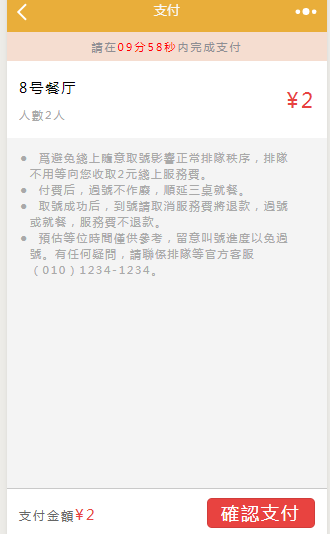 支付
請在09分58秒内完成支付
8号餐厅
¥2
人數2人
● 爲避免綫上隨意取號影響正常排隊秩序，排隊
不用等向您收取2元綫上服務費。
● 付費后，過號不作廢，順延三桌就餐。
● 取號成功后，到號請取消服務費將退款，過號
或就餐，服務費不退款。
● 預估等位時間僅供參考，留意叫號進度以免過
號。有任何疑問，請聯係排隊等官方客服
（010）1234-1234。
支付金額¥2
確認支付